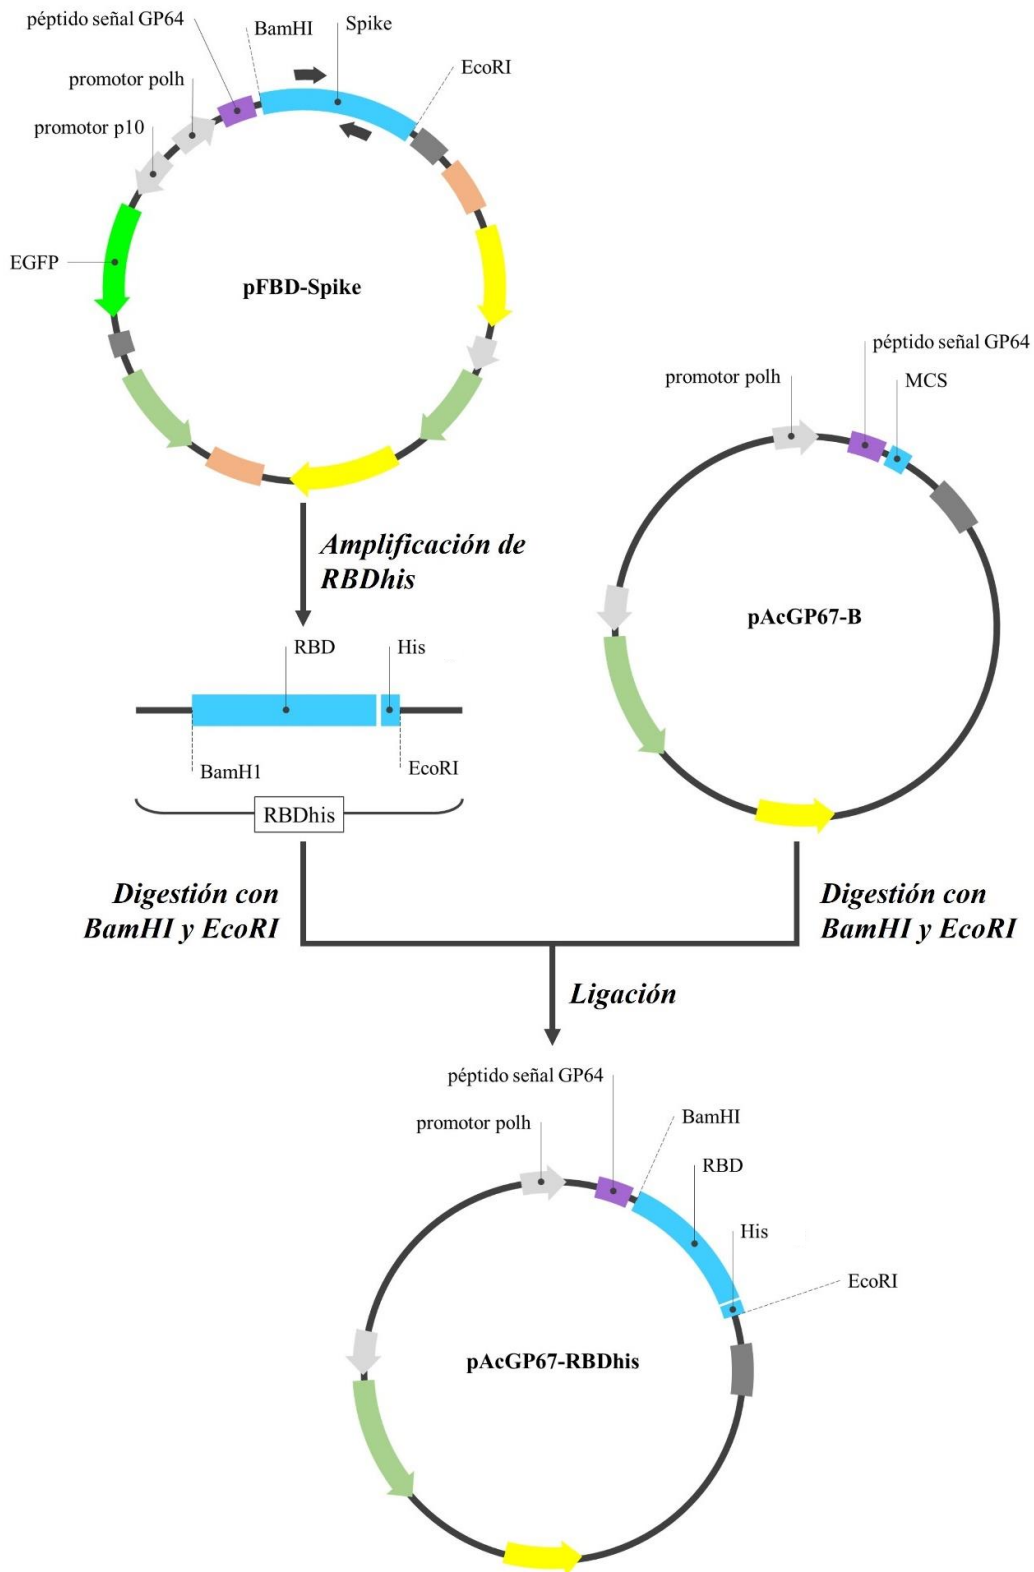 péptido señal GP64
BamHI
Spike
EcoRI
promotor polh
promotor p10
EGFP
pFBD-Spike
péptido señal GP64
promotor polh
MCS
pAcGP67-B
Amplificación de
RBDhis
RBD
His
BamH1
EcoRI
RBDhis
Digestión con
BamHI y EcoRI
Digestión con
BamHI y EcoRI
Ligación
péptido señal GP64
promotor polh
BamHI
RBD
His
EcoRI
pAcGP67-RBDhis